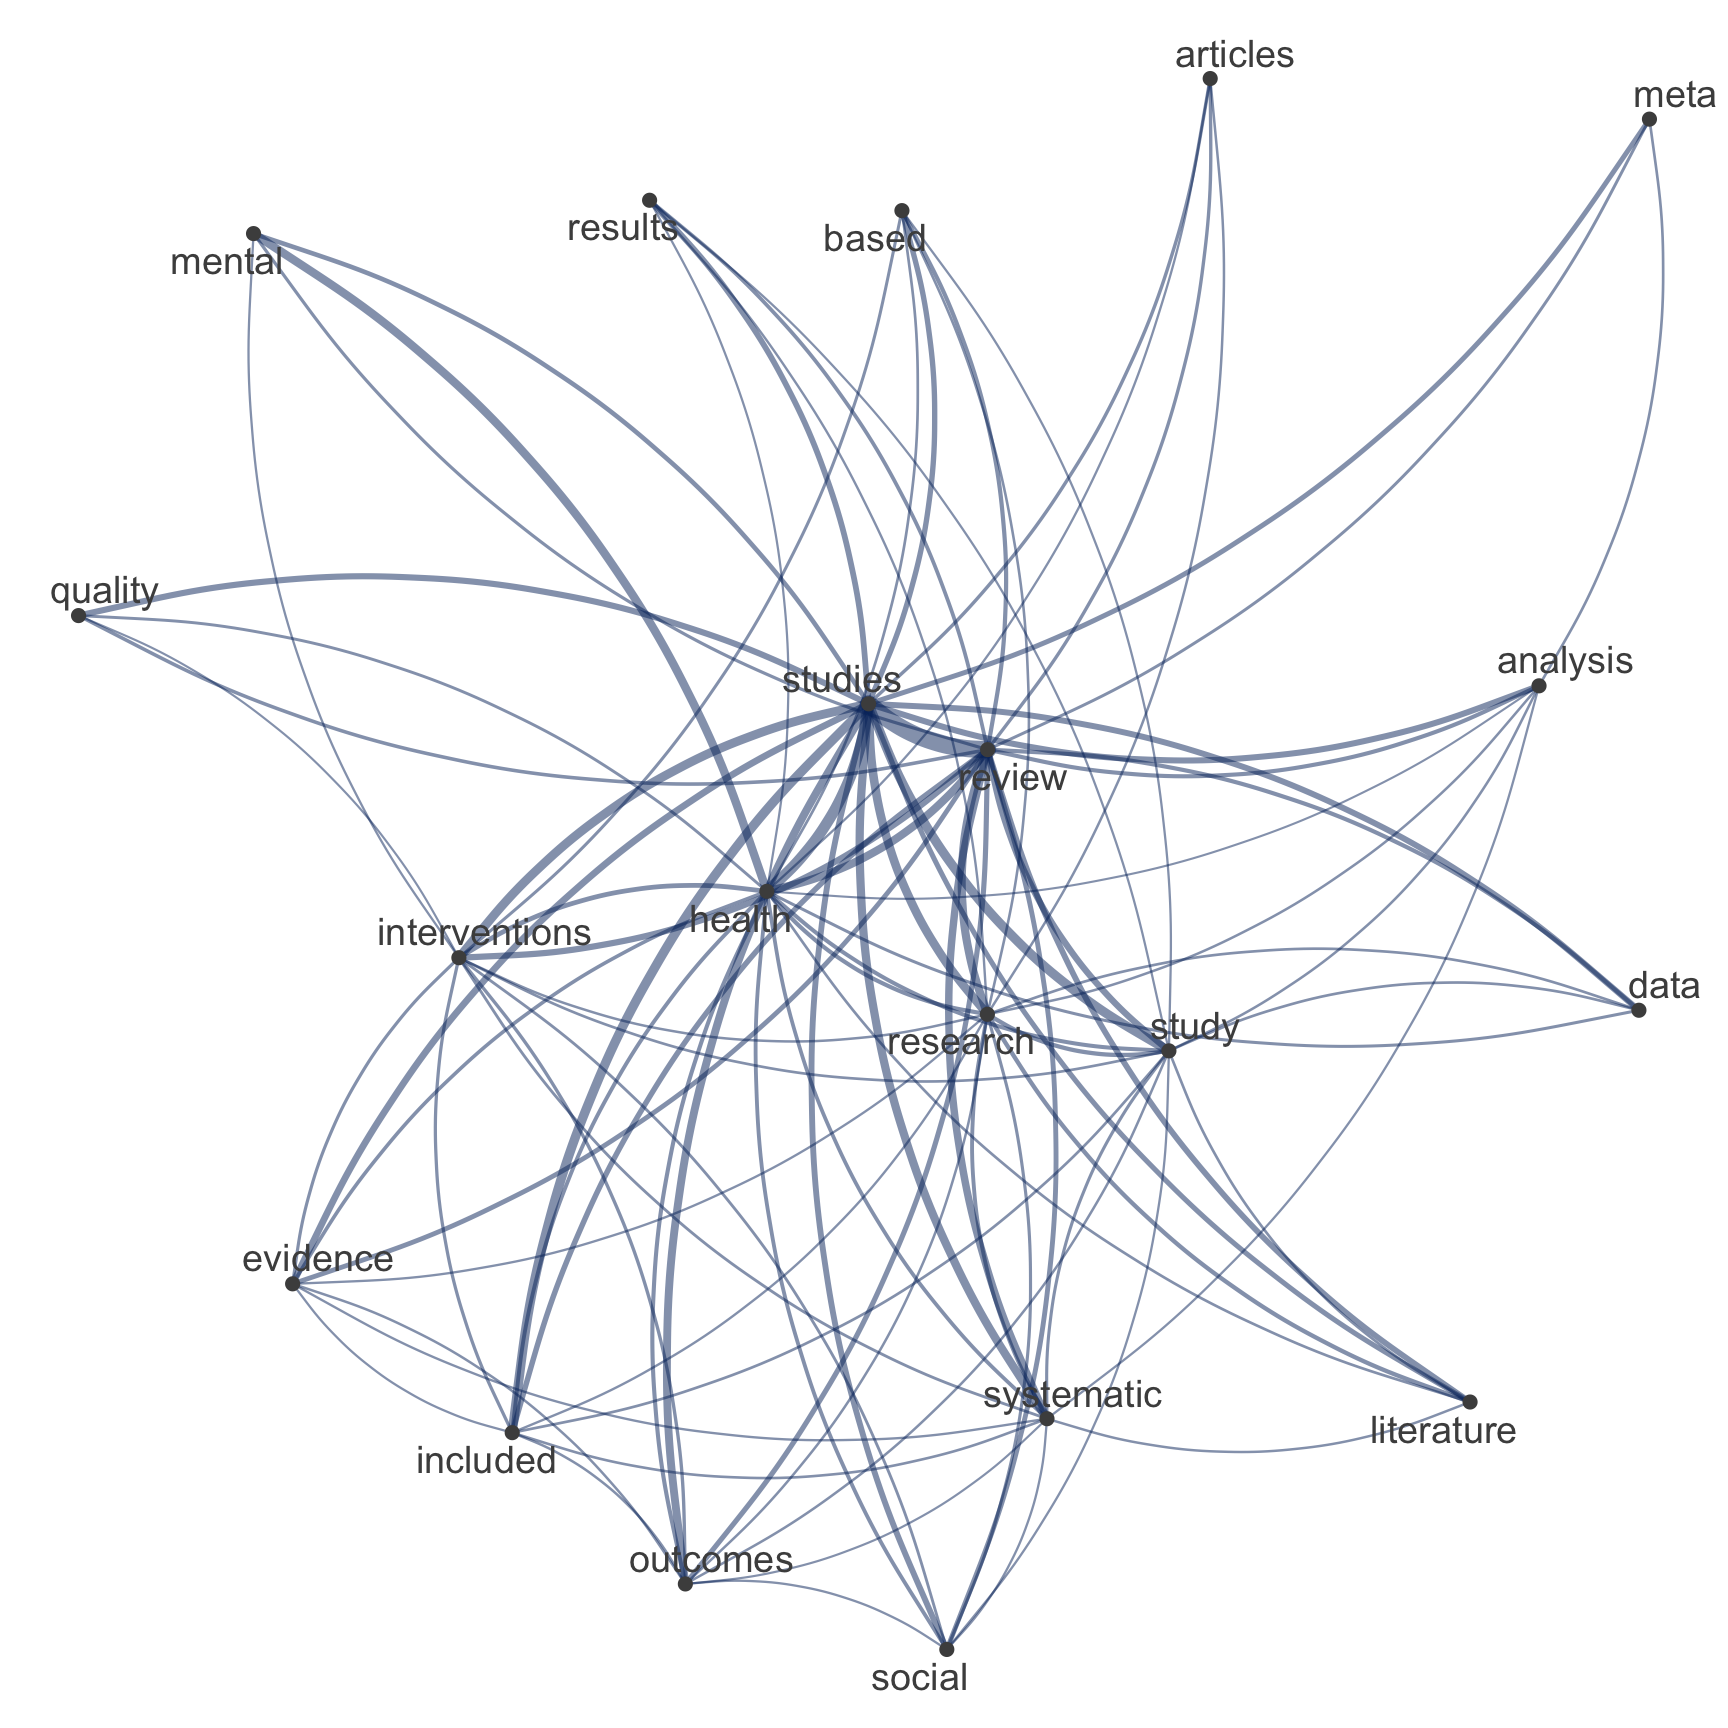 articles
meta
results
based
mental
quality
studies
analysis
review
health
interventions
data
study
research
evidence
systematic
literature
included
outcomes
social